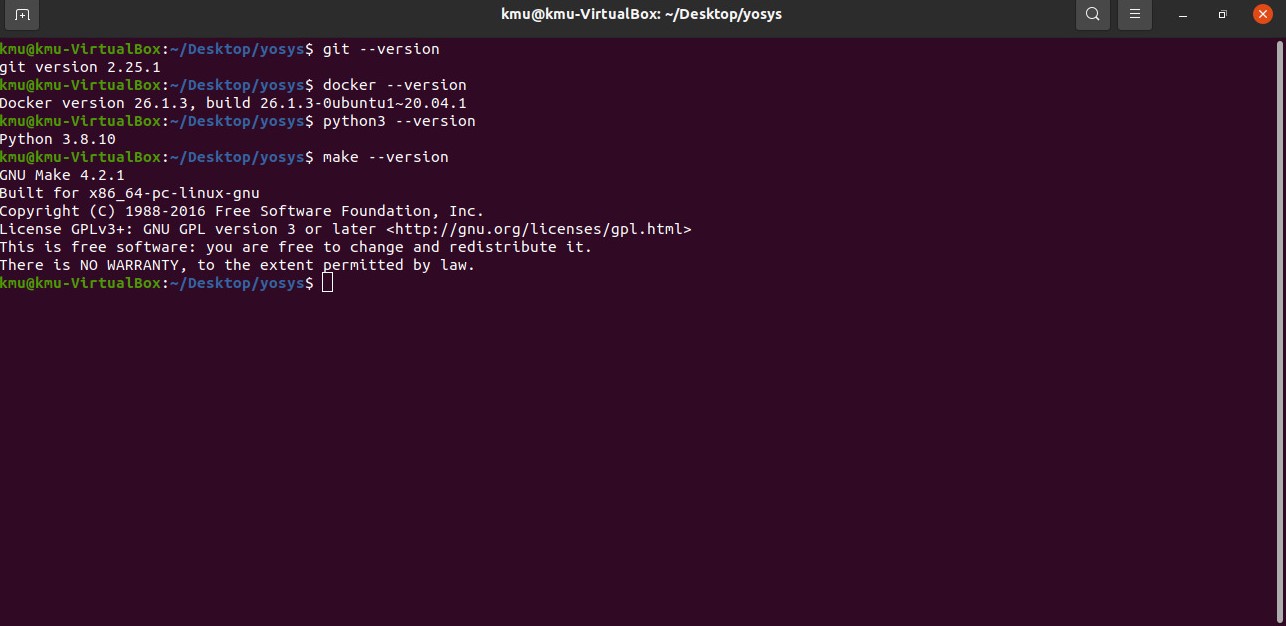 kmu@kmu-VirtualBox: ~/Desktop/yosys
kmu@kmu-VirtualBox:~/Desktop/yosys$ git --version
git version 2.25.1
kmu@kmu-VirtualBox:~/Desktop/yosys$ docker --version
Docker version 26.1.3, build 26.1.3-0ubuntu1~20.04.1
kmu@kmu-VirtualBox:~/Desktop/yosys$ python3 --version
Python 3.8.10
kmu@kmu-VirtualBox:~/Desktop/yosys$ make --version
GNU Make 4.2.1
Built for x86_64-pc-linux-gnu
Copyright (C) 1988-2016 Free Software Foundation, Inc.
License GPLv3+: GNU GPL version 3 or later <http://gnu.org/licenses/gpl.html>
This is free software: you are free to change and redistribute it.
There is NO WARRANTY, to the extent permitted by law.
kmu@kmu-VirtualBox:~/Desktop/yosys$